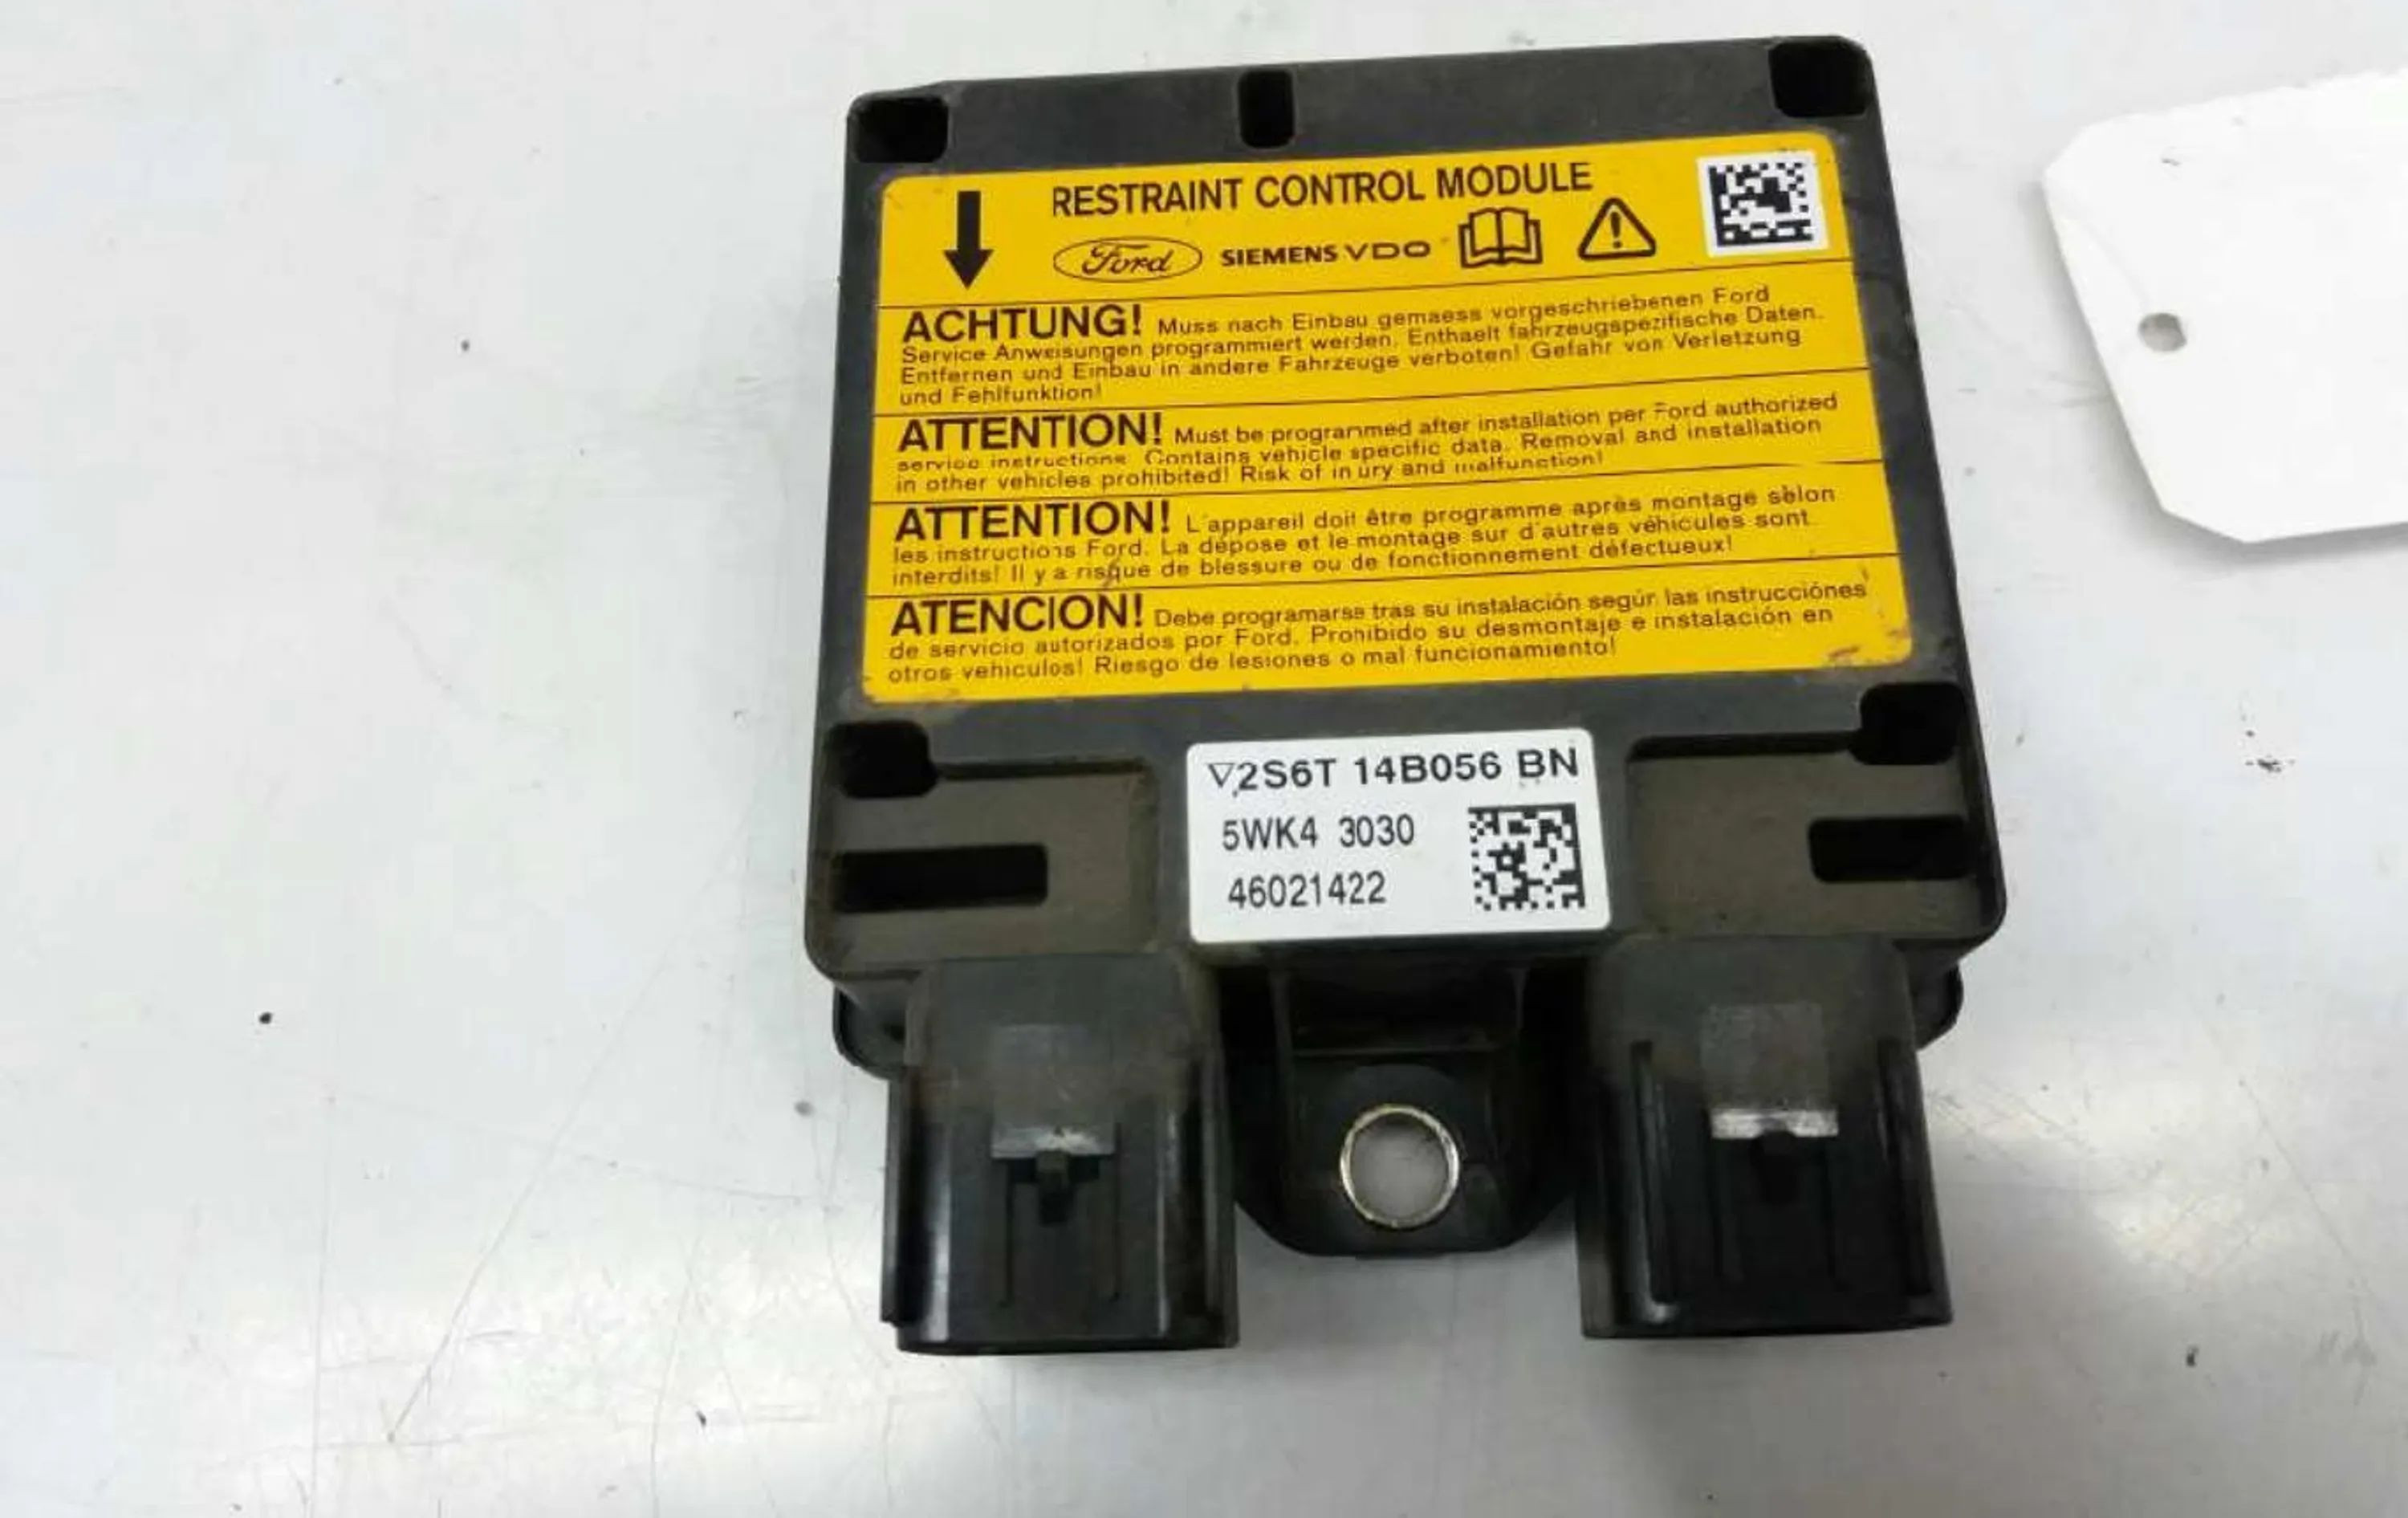 RESTRAINT CONTROL MODULE
Ford SIEMENS VDO
ACHTUNG! Muss nach Einbau gemaess vorgeschriebenen Ford
Service Anweisungen programmiert werden. Enthaelt fahrzeugspezifische Daten.
Entfernen und Einbau in andere Fahrzeuge verboten! Gefahr von Verletzung
und Fehlfunktion!
ATTENTION! Must be programmed after installation per Ford authorized
service instructions. Contains vehicle specific data. Removal and installation
in other vehicles prohibited! Risk of injury and malfunction!
ATTENTION! L'appareil doit être programme après montage sèlon
les instructions Ford. La dépose et le montage sur d'autres véhicules sont
interdits! Il y a risque de blessure ou de fonctionnement défectueux!
ATENCION! Debe programarse tras su instalación según las instrucciónes
de servicio autorizados por Ford. Prohibido su desmontaje e instalación en
otros vehiculos! Riesgo de lesiones o mal funcionamiento!
2S6T 14B056 BN
5WK4 3030
46021422